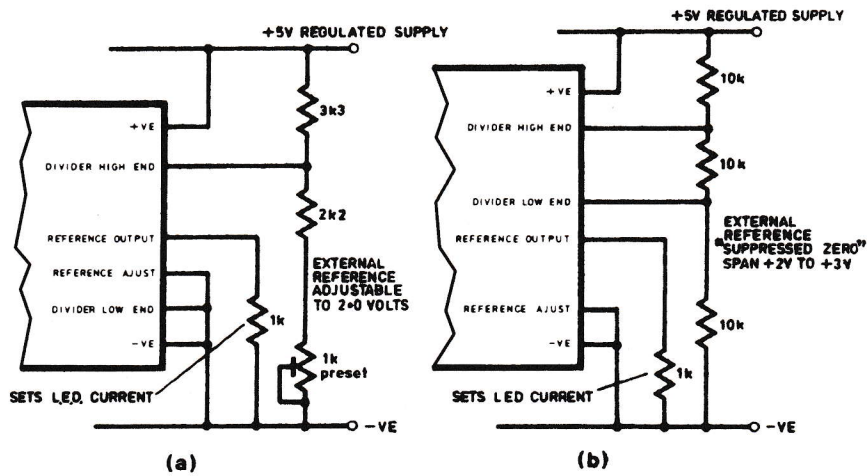 +5V REGULATED SUPPLY
3k3
+VE
DIVIDER HIGH END
2k2
REFERENCE OUTPUT
REFERENCE AJUST
DIVIDER LOW END
-VE
EXTERNAL
REFERENCE
ADJUSTABLE
TO 2·0 VOLTS
1k
1k
preset
SETS L.E.D. CURRENT
-VE
(a)
+5V REGULATED SUPPLY
10k
+VE
DIVIDER HIGH END
10k
DIVIDER LOW END
REFERENCE OUTPUT
EXTERNAL
REFERENCE
"SUPPRESSED ZERO"
SPAN +2V TO +3V
REFERENCE AJUST
-VE
10k
1k
SETS LED CURRENT
-VE
(b)